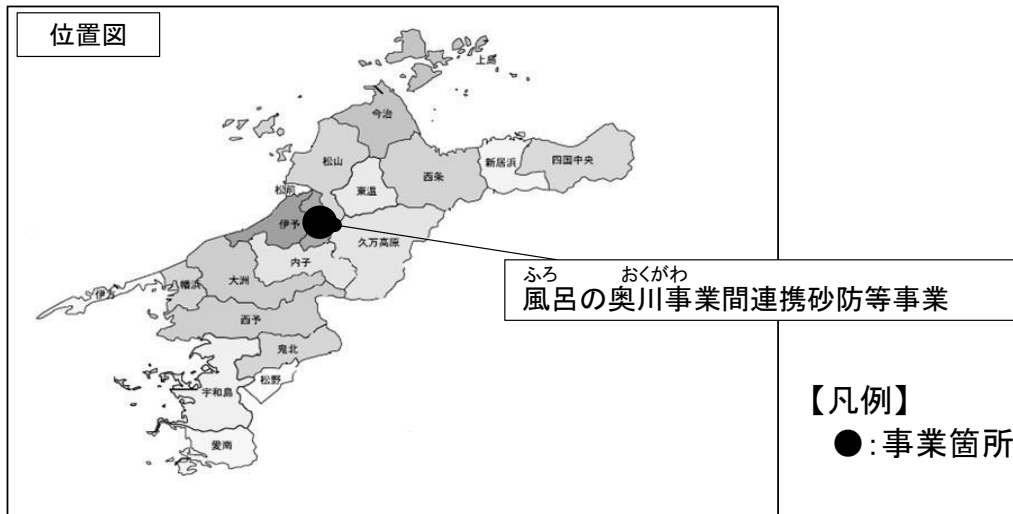 位置図
上島
今治
松山
西条
新居浜
四国中央
東温
松前
伊予
久万高原
内子
大洲
八幡浜
伊方
西予
鬼北
松野
宇和島
愛南
ふろ おくがわ
風呂の奥川事業間連携砂防等事業
【凡例】
●:事業箇所